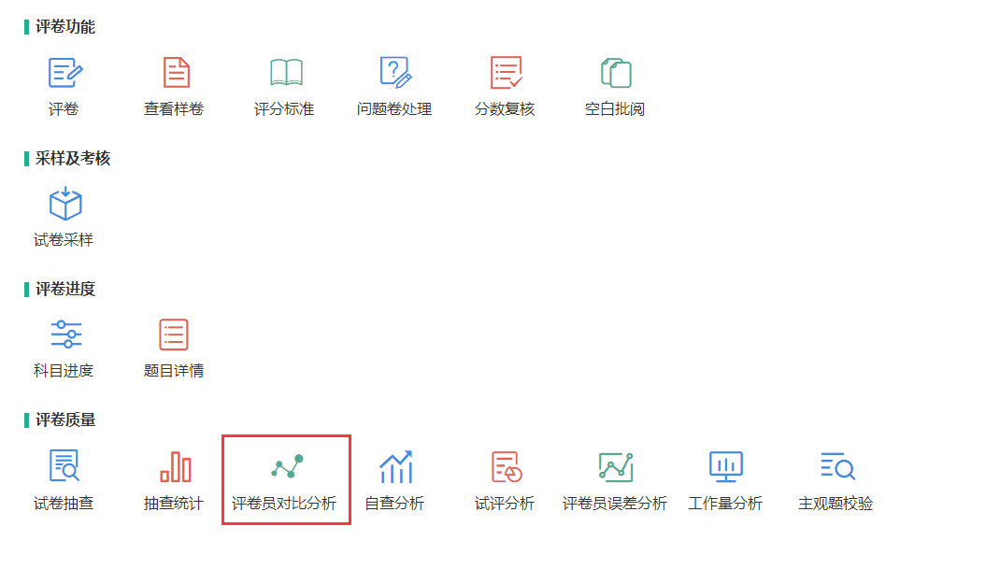 评卷功能
评卷 查看样卷 评分标准 问题卷处理 分数复核 空白批阅
采样及考核
试卷采样
评卷进度
科目进度 题目详情
评卷质量
试卷抽查 抽查统计 评卷员对比分析 自查分析 试评分析 评卷员误差分析 工作量分析 主观题校验